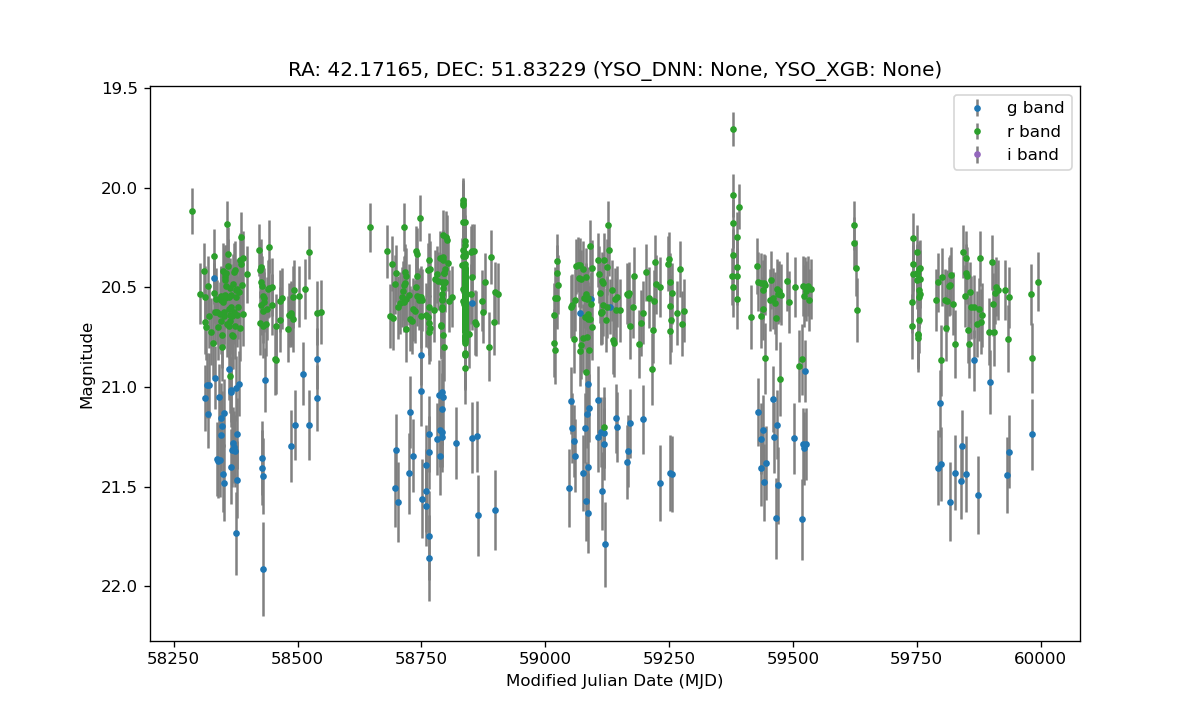 RA: 42.17165, DEC: 51.83229 (YSO_DNN: None, YSO_XGB: None)
g band
r band
i band
19.5
20.0
20.5
21.0
21.5
22.0
Magnitude
58250 58500 58750 59000 59250 59500 59750 60000
Modified Julian Date (MJD)